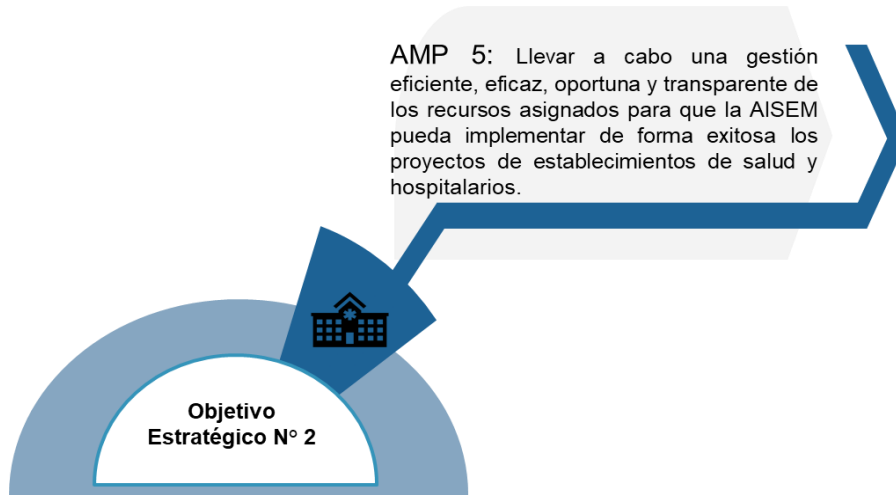 AMP 5: Llevar a cabo una gestión
eficiente, eficaz, oportuna y transparente de
los recursos asignados para que la AISEM
pueda implementar de forma exitosa los
proyectos de establecimientos de salud y
hospitalarios.
Objetivo
Estratégico N° 2